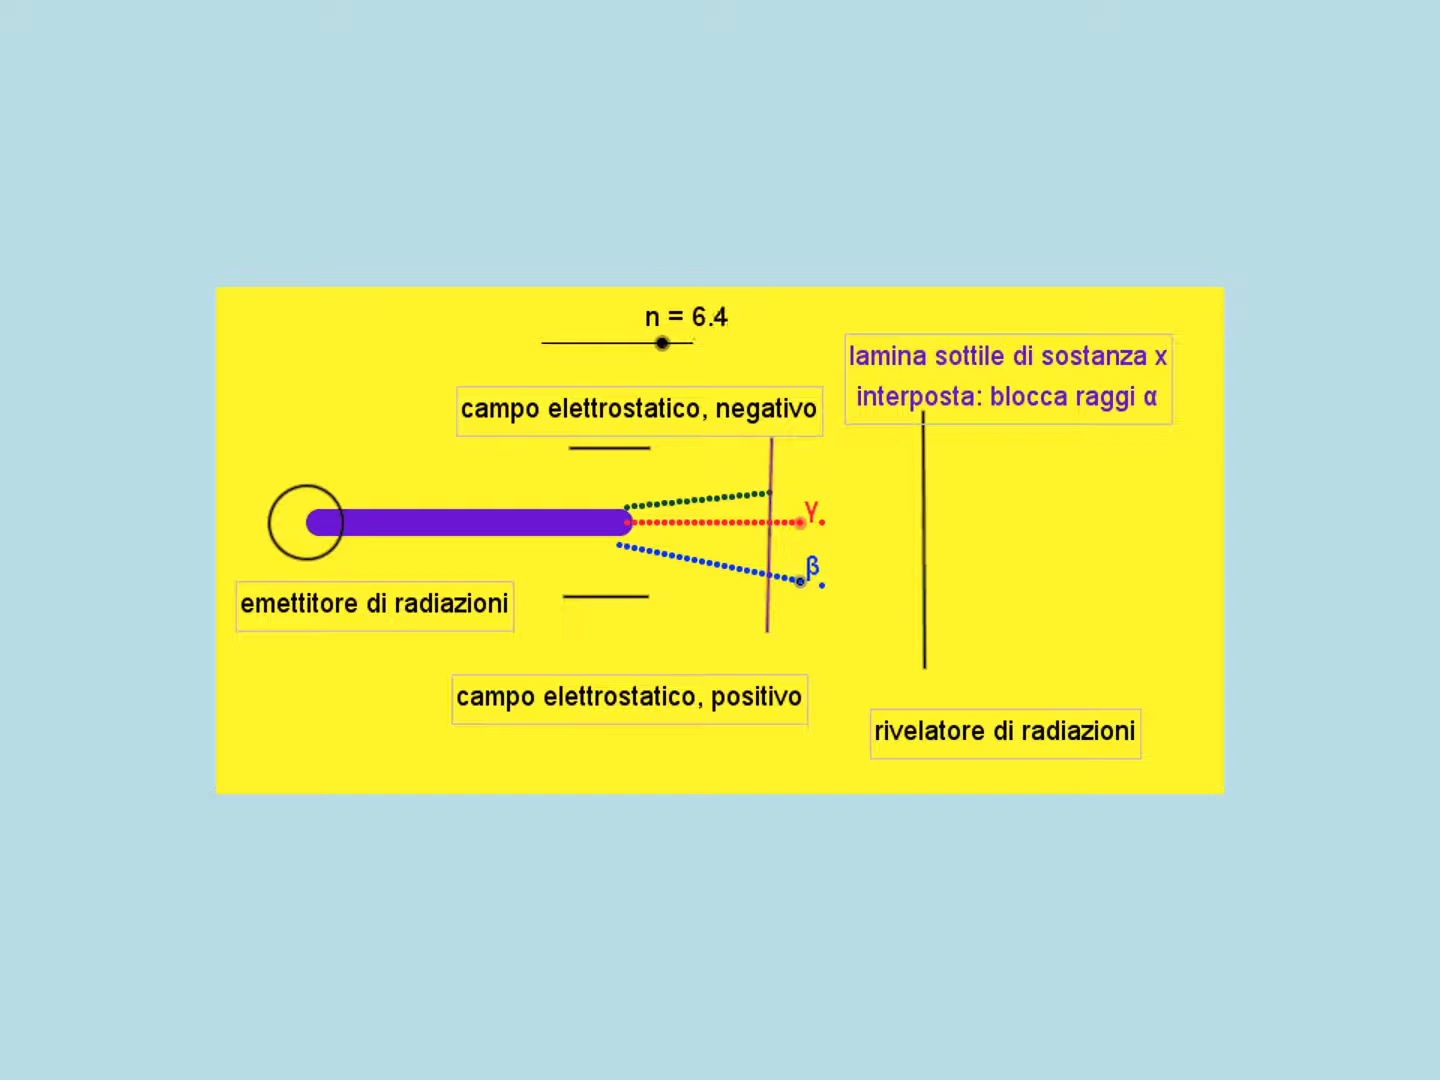 n = 6.4
lamina sottile di sostanza x
interposta: blocca raggi α
campo elettrostatico, negativo
γ
β
emettitore di radiazioni
campo elettrostatico, positivo
rivelatore di radiazioni